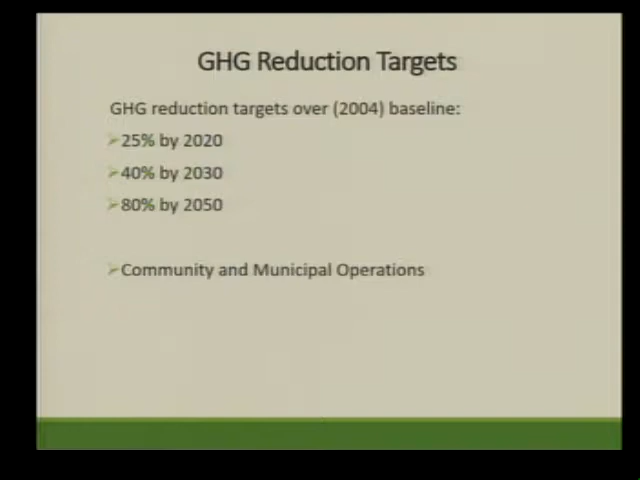 GHG Reduction Targets
GHG reduction targets over (2004) baseline:
25% by 2020
40% by 2030
80% by 2050
Community and Municipal Operations